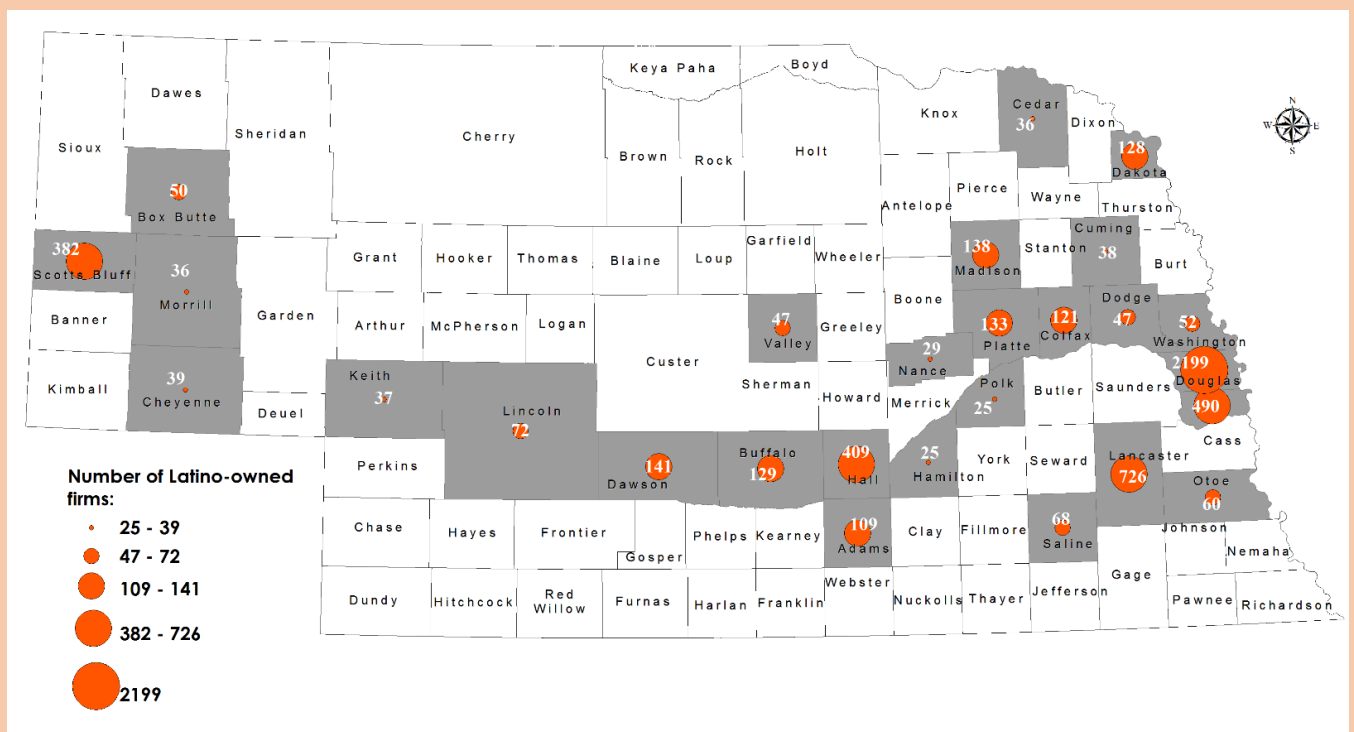 Keya Paha
Boyd
Dawes
Knox
Cedar
36
Dixon
N
W E
S
Sheridan
Cherry
Sioux
Brown
Rock
Holt
128
Dakota
50
Box Butte
Pierce
Wayne
Antelope
Thurston
Cuming
38
Garfield
382
Scotts Bluff
138
Madison
Stanton
Burt
Grant
Hooker
Thomas
Blaine
Loup
Wheeler
36
Morrill
Boone
Dodge
47
Banner
Garden
Arthur
McPherson
Logan
47
Valley
Greeley
133
Platte
121
Colfax
52
Washington
29
Nance
Custer
2199
Douglas
Keith
37
39
Cheyenne
Kimball
Deuel
Sherman
Howard
Merrick
Polk
25
Butler
Saunders
490
Lincoln
72
Cass
Buffalo
129
409
Hall
25
Hamilton
York
Seward
Lancaster
726
Perkins
141
Dawson
Otoe
60
Number of Latino-owned
firms:
25 - 39
47 - 72
109 - 141
382 - 726
2199
Chase
Hayes
Frontier
Gosper
Phelps
Kearney
109
Adams
Clay
Fillmore
68
Saline
Johnson
Nemaha
Gage
Webster
Dundy
Hitchcock
Red
Willow
Furnas
Harlan
Franklin
Nuckolls
Thayer
Jefferson
Pawnee
Richardson